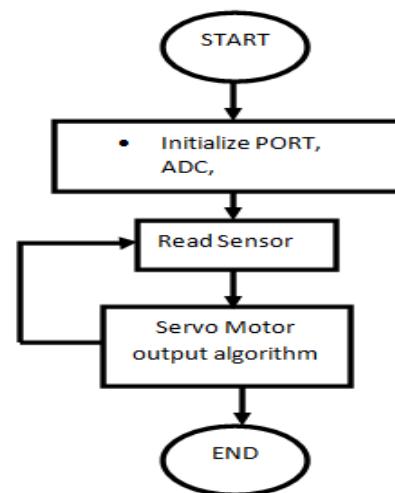 START
• Initialize PORT,
ADC,
Read Sensor
Servo Motor
output algorithm
END